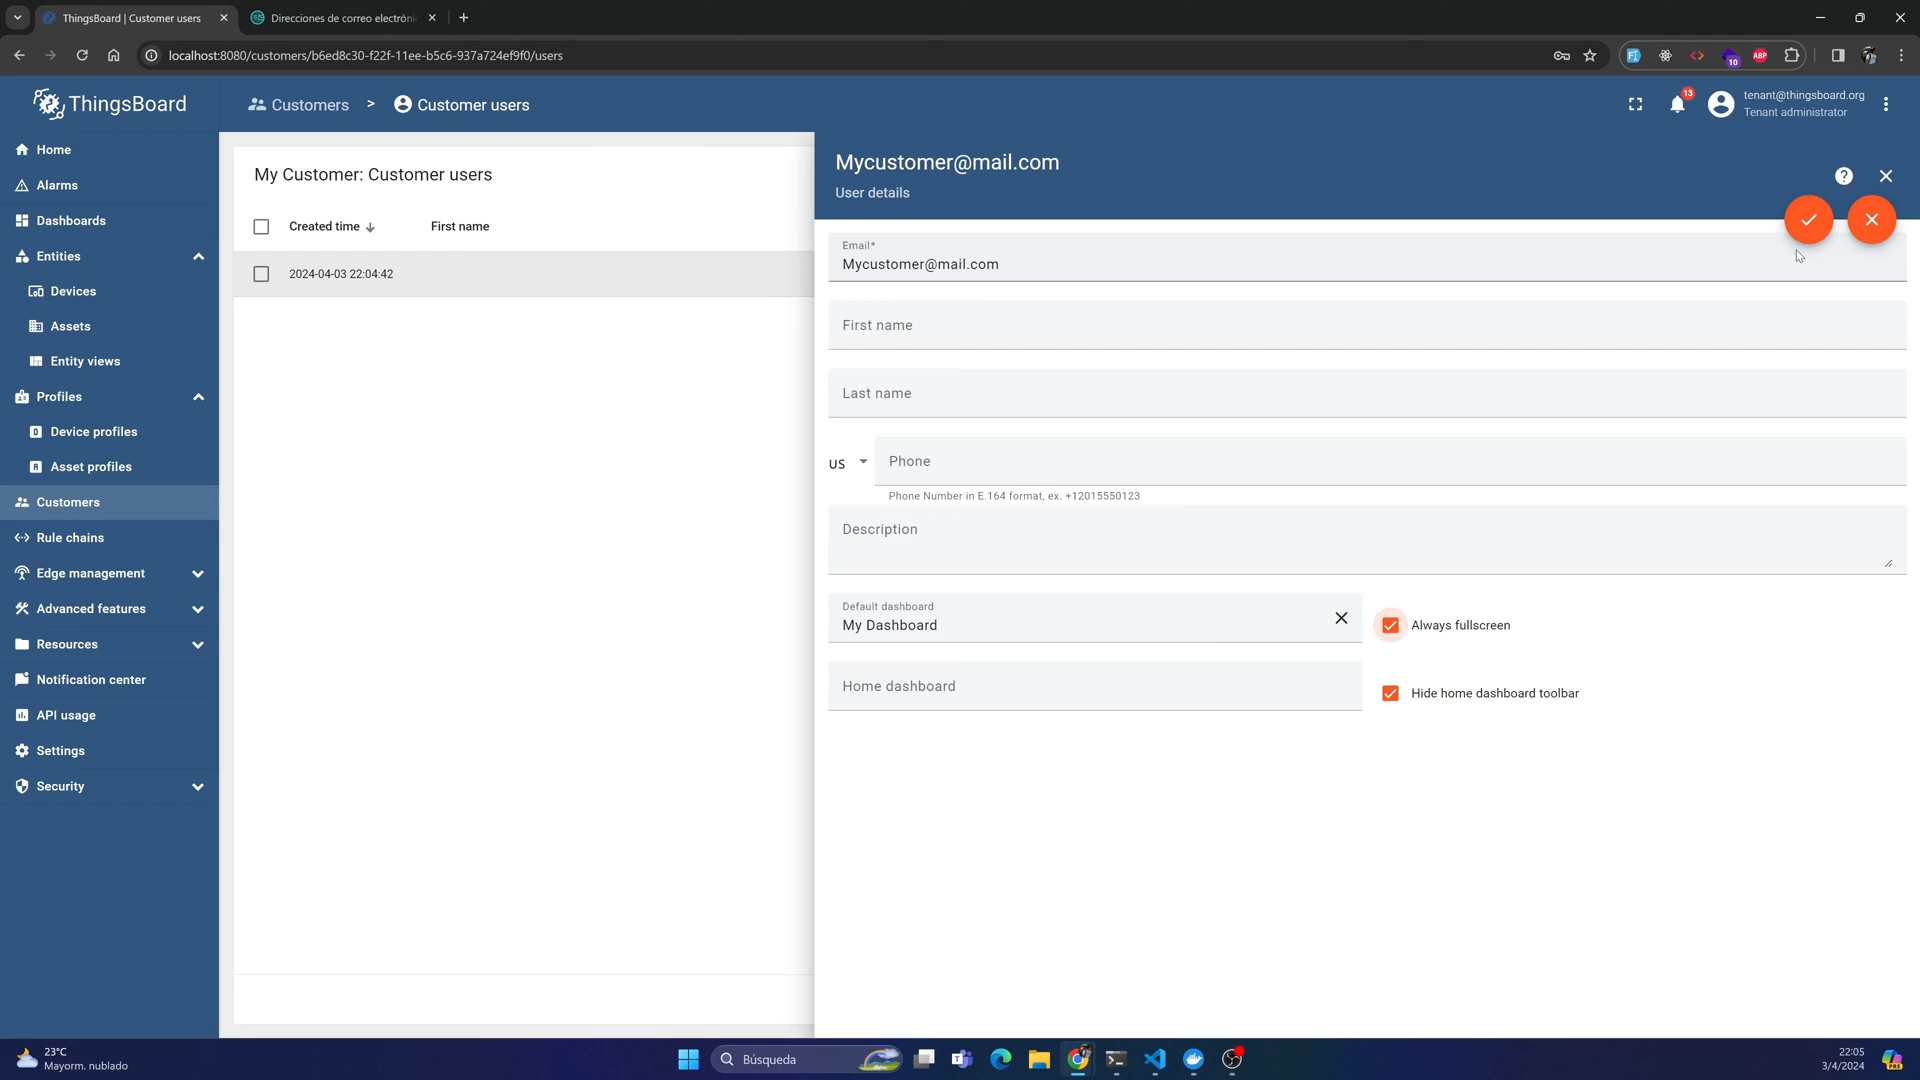 ThingsBoard | Customer users
Direcciones de correo electróni
localhost:8080/customers/b6ed8c30-f22f-11ee-b5c6-937a724ef9f0/users
10
ABP
ThingsBoard
Customers > Customer users
13
tenant@thingsboard.org
Tenant administrator
Home
Alarms
Dashboards
Entities
Devices
Assets
Entity views
Profiles
Device profiles
Asset profiles
Customers
Rule chains
Edge management
Advanced features
Resources
Notification center
API usage
Settings
Security
My Customer: Customer users
Created time First name
2024-04-03 22:04:42
Mycustomer@mail.com
User details
Email*
Mycustomer@mail.com
First name
Last name
US
Phone
Phone Number in E.164 format, ex. +12015550123
Description
Default dashboard
My Dashboard
Always fullscreen
Home dashboard
Hide home dashboard toolbar
23°C
Mayorm. nublado
Búsqueda
22:05
3/4/2024
PRE